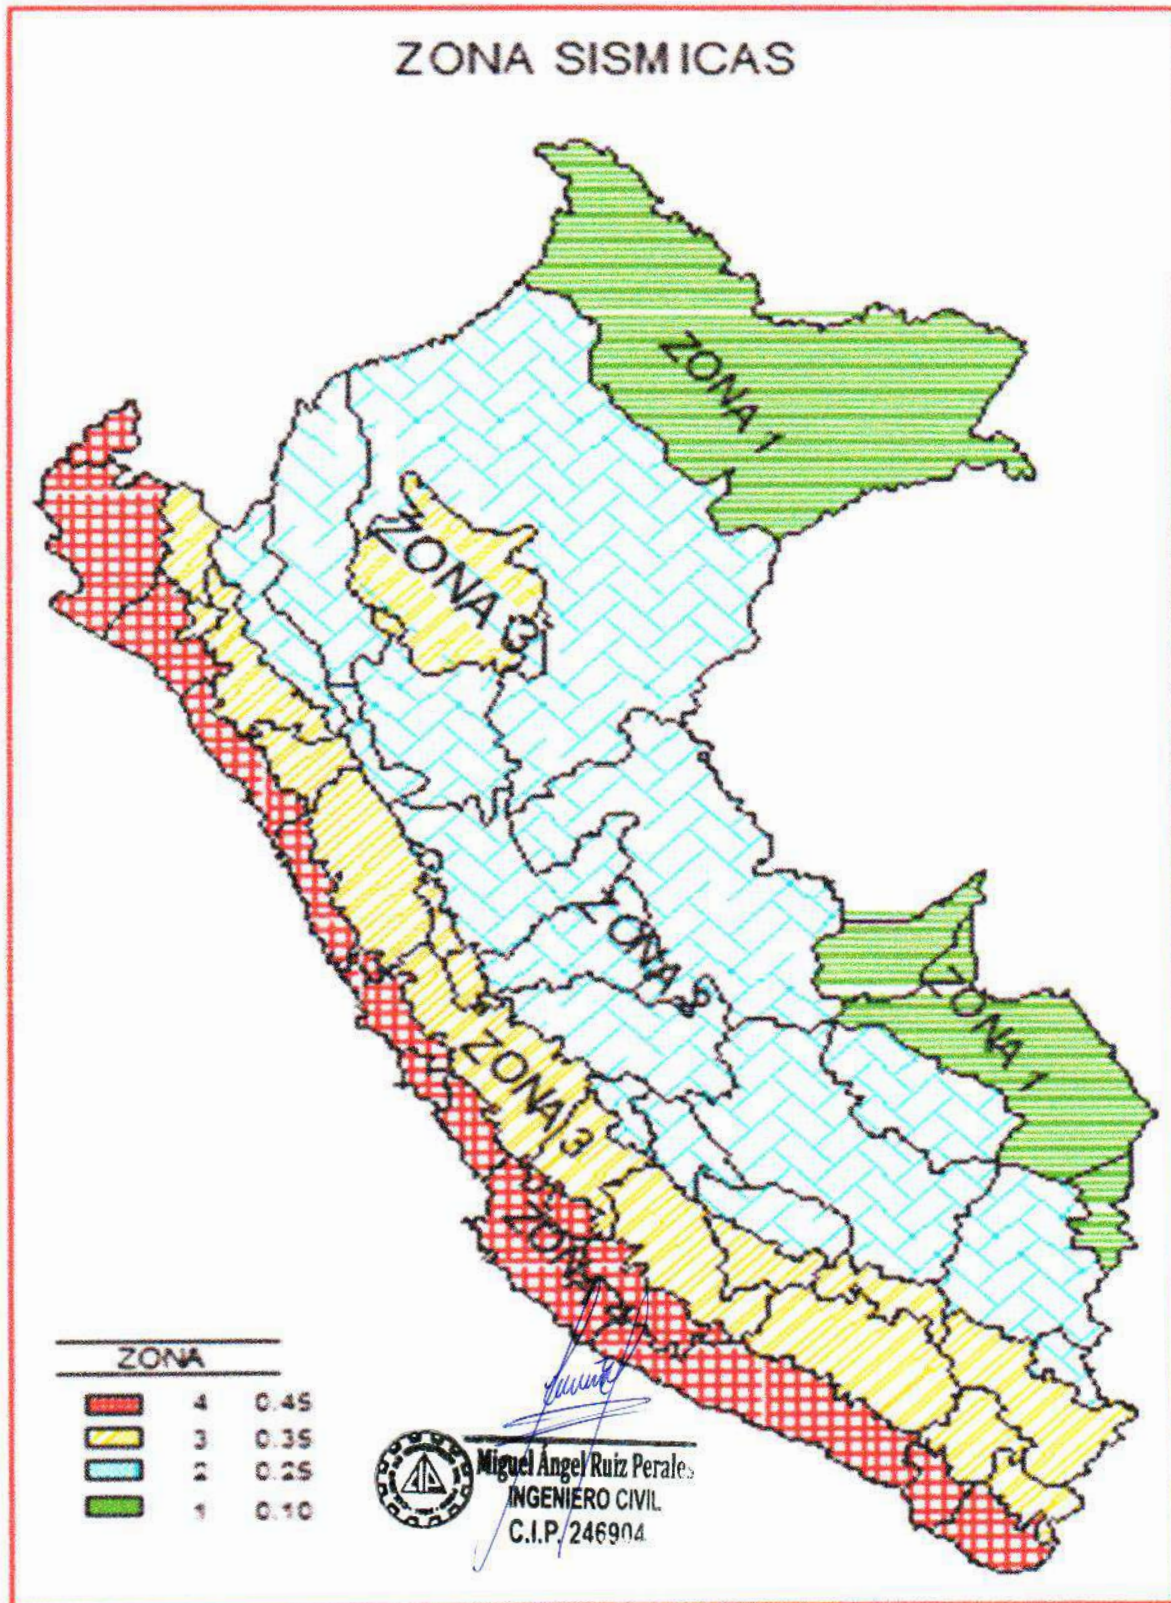 ZONA SISMICAS
ZONA 1
ZONA 3
ZONA 2
ZONA 1
ZONA 3
ZONA 4
ZONA
4 0.45
3 0.35
2 0.25
1 0.10
Miguel Ángel Ruiz Perales
INGENIERO CIVIL
C.I.P. 246904